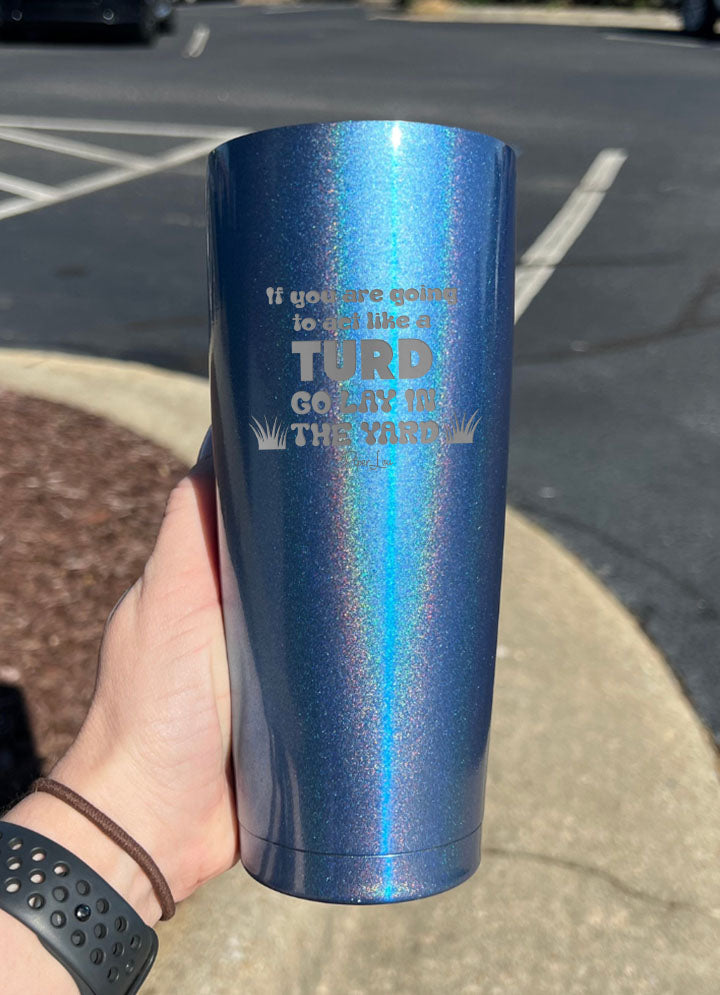 If you are going
to act like a
TURD
GO LAY IN
THE YARD